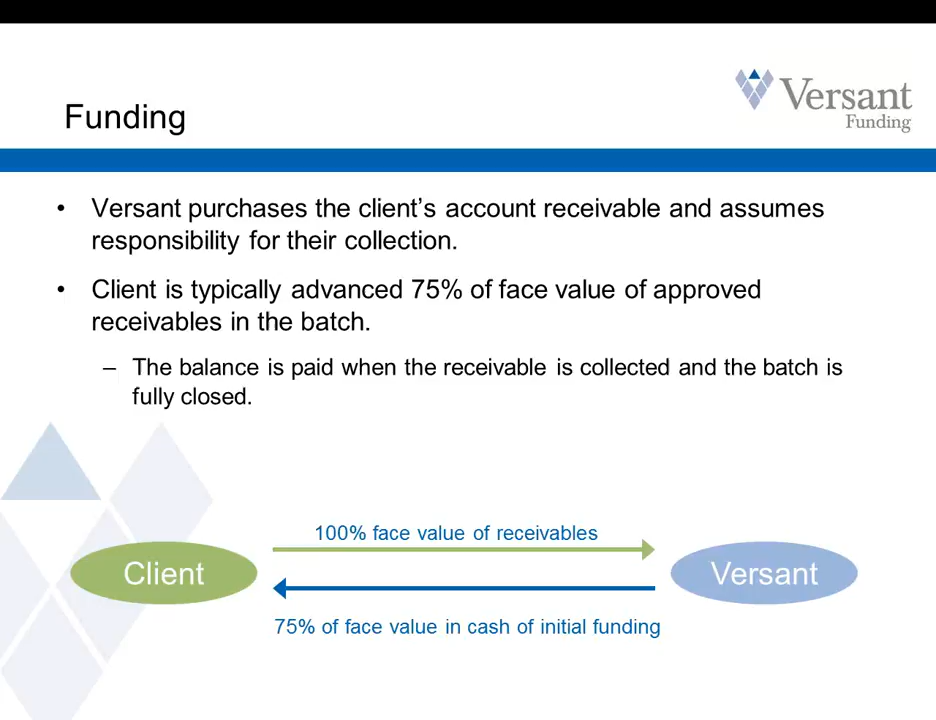 Versant
Funding
Funding
• Versant purchases the client’s account receivable and assumes
responsibility for their collection.
• Client is typically advanced 75% of face value of approved
receivables in the batch.
– The balance is paid when the receivable is collected and the batch is
fully closed.
100% face value of receivables
Client
Versant
75% of face value in cash of initial funding